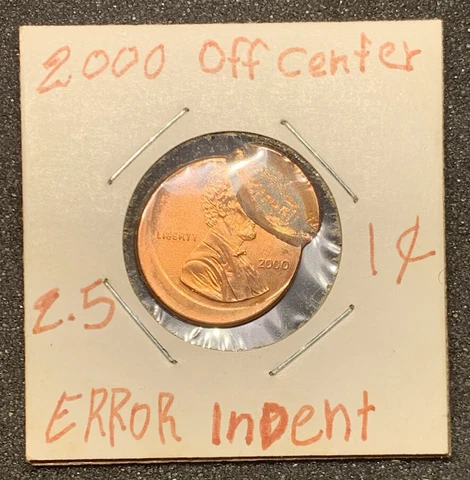 2000 Off Center
LIBERTY
2000
1¢
2.5
ERROR INDent